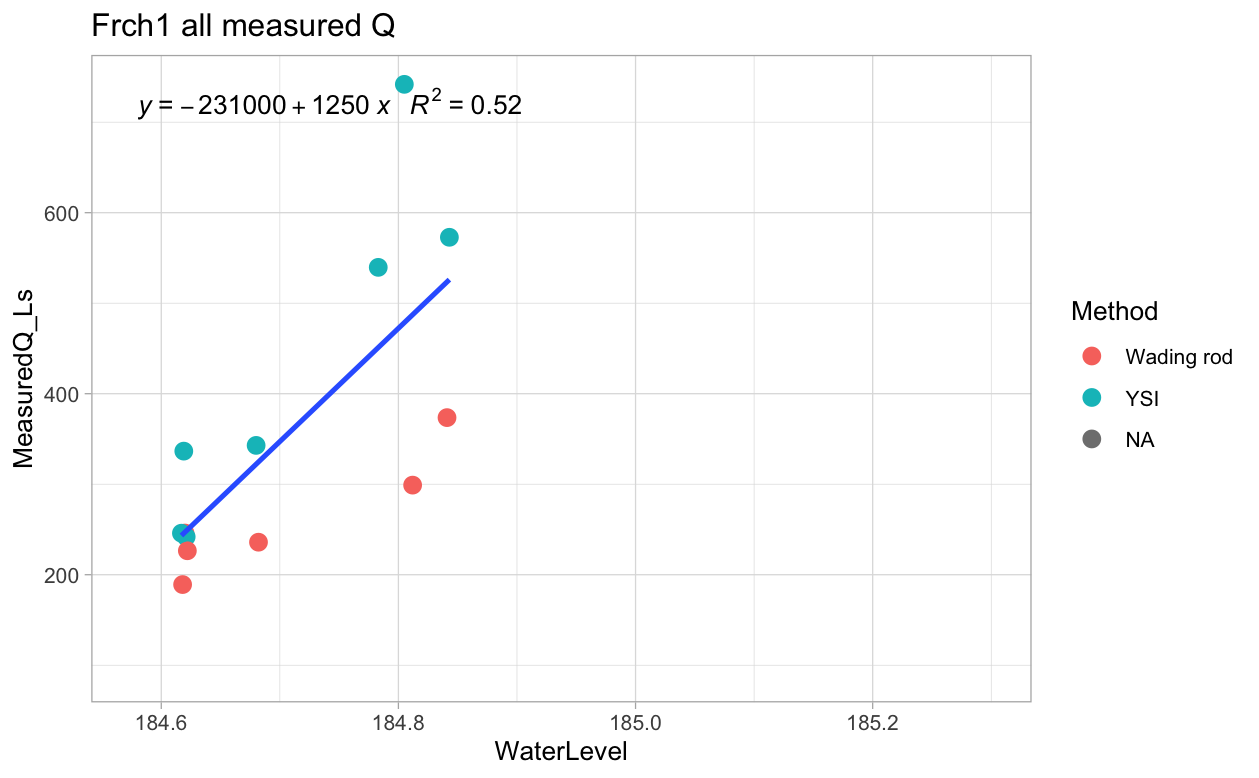 Frch1 all measured Q
y = −231000 + 1250 x R² = 0.52
MeasuredQ_Ls
600
400
200
184.6
184.8
185.0
185.2
WaterLevel
Method
Wading rod
YSI
NA